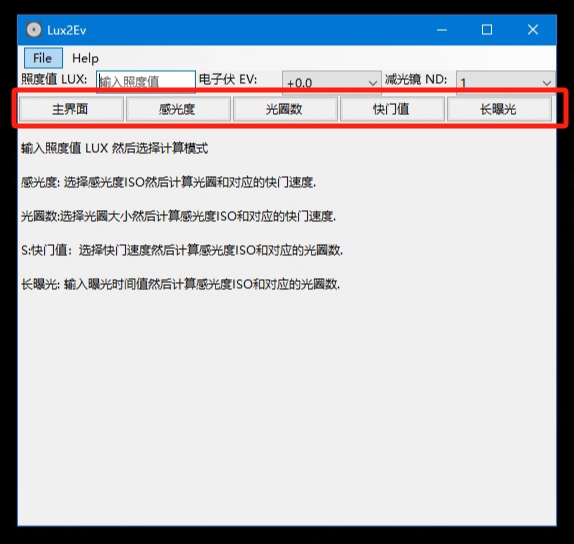 Lux2Ev
File Help
照度值 LUX: 输入照度值 电子伏 EV: +0.0 减光镜 ND: 1
主界面 感光度 光圈数 快门值 长曝光
输入照度值 LUX 然后选择计算模式
感光度: 选择感光度ISO然后计算光圈和对应的快门速度.
光圈数:选择光圈大小然后计算感光度ISO和对应的快门速度.
S:快门值: 选择快门速度然后计算感光度ISO和对应的光圈数.
长曝光: 输入曝光时间值然后计算感光度ISO和对应的光圈数.